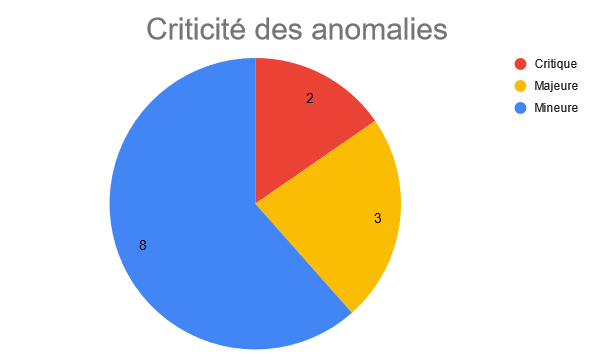 Criticité des anomalies
Critique
Majeure
Mineure
2
3
8